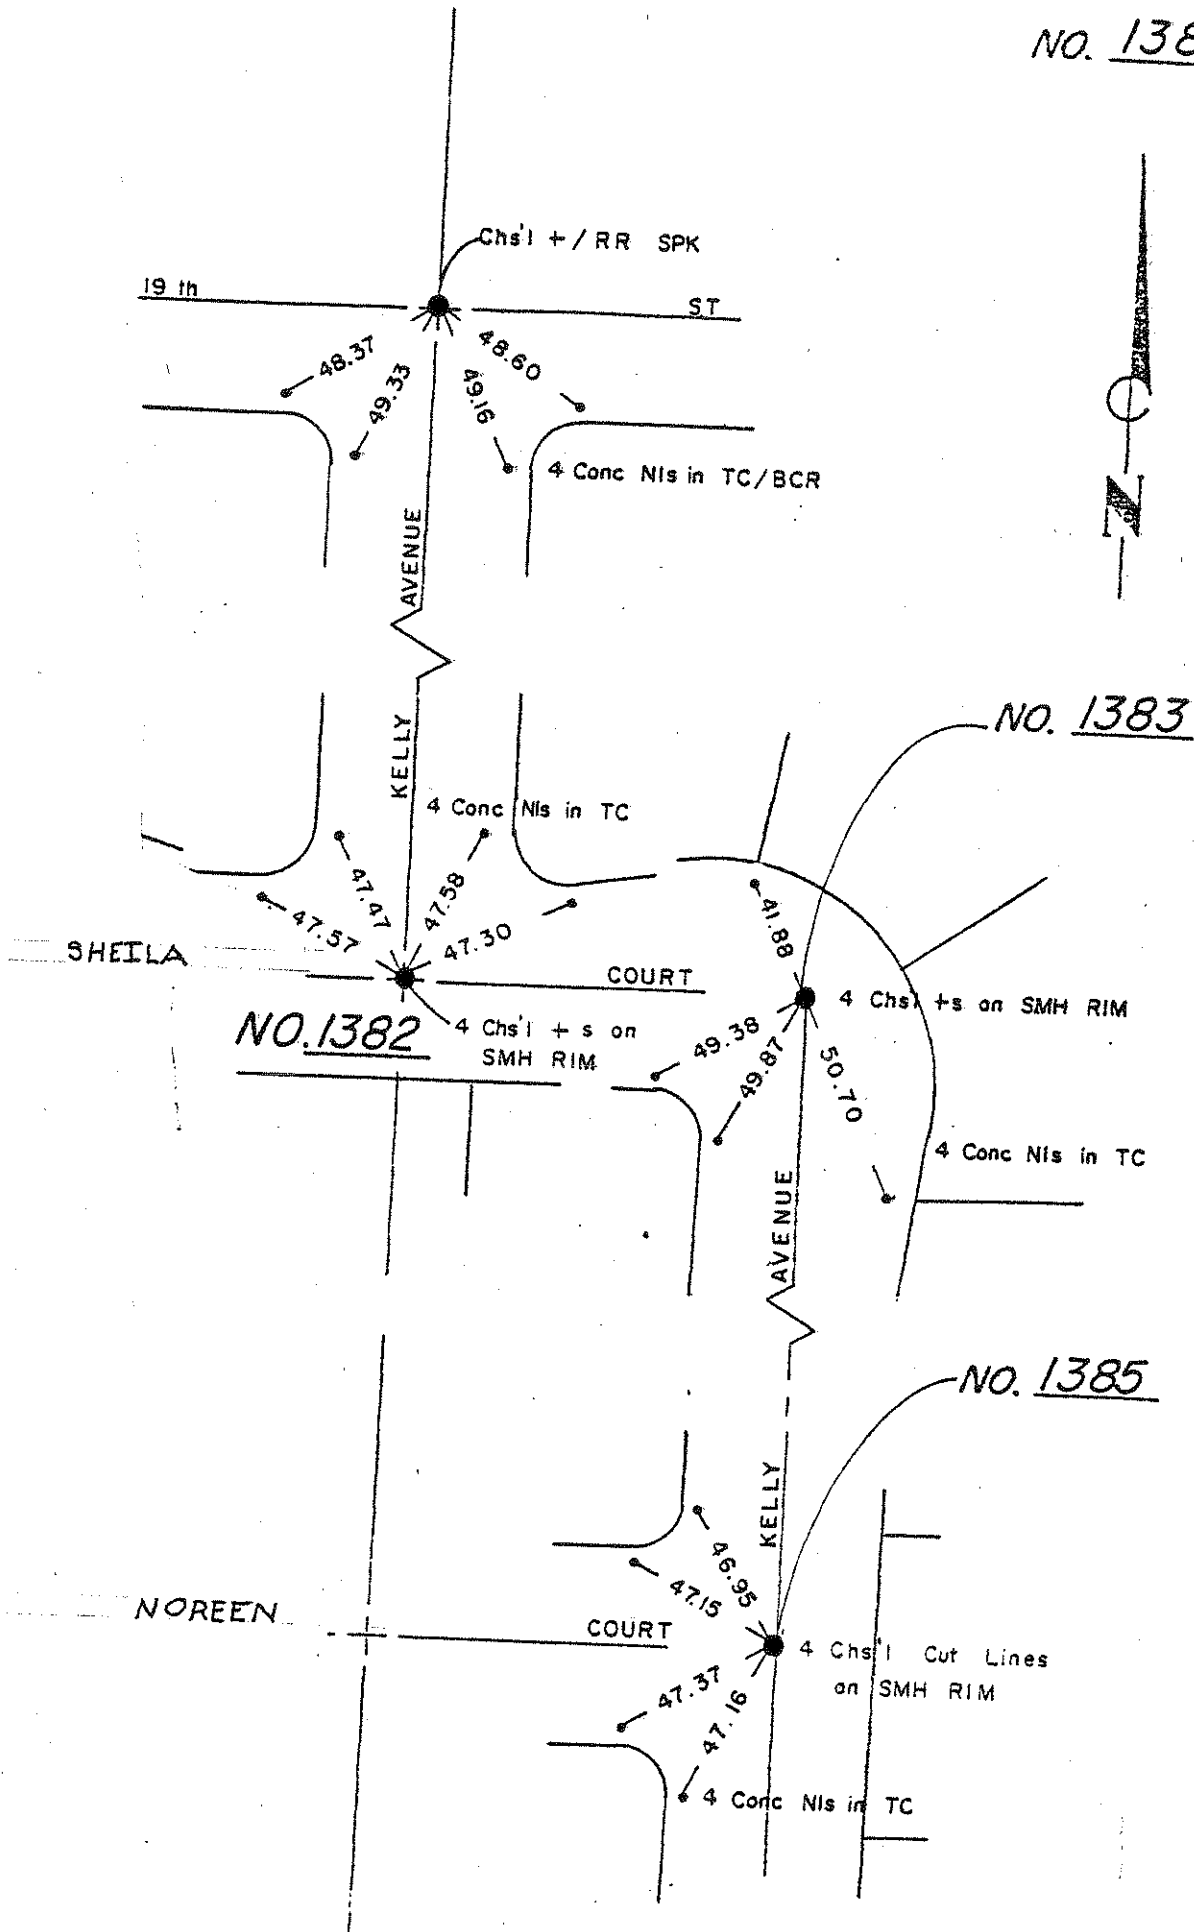 NO. 138
Chs'l + / RR SPK
19 th ST
48.37
49.33
49.16
48.60
4 Conc Nls in TC/BCR
N
KELLY AVENUE
NO. 1383
4 Conc Nls in TC
47.57
47.47
47.58
47.30
41.88
SHEILA COURT
NO. 1382
4 Chs'l + s on
SMH RIM
4 Chs'l +s on SMH RIM
49.38
49.87
50.70
4 Conc Nls in TC
KELLY AVENUE
NO. 1385
46.95
47.15
NOREEN COURT
4 Chs'l Cut Lines
on SMH RIM
47.37
47.16
4 Conc Nls in TC